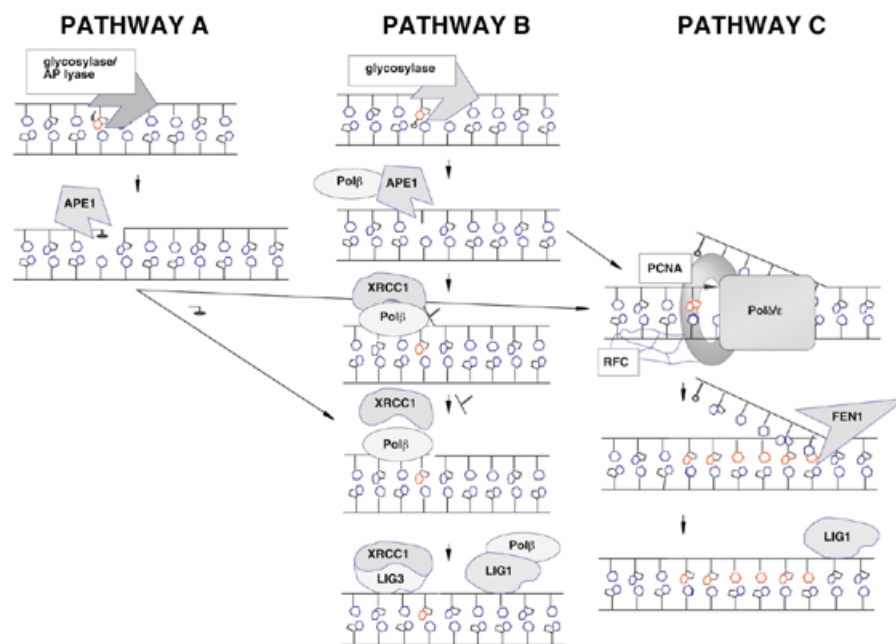 PATHWAY A
glycosylase/
AP lyase
APE1
PATHWAY B
glycosylase
Polβ
APE1
XRCC1
Polβ
XRCC1
Polβ
XRCC1
LIG3
Polβ
LIG1
PATHWAY C
PCNA
Polδ/ε
RFC
FEN1
LIG1